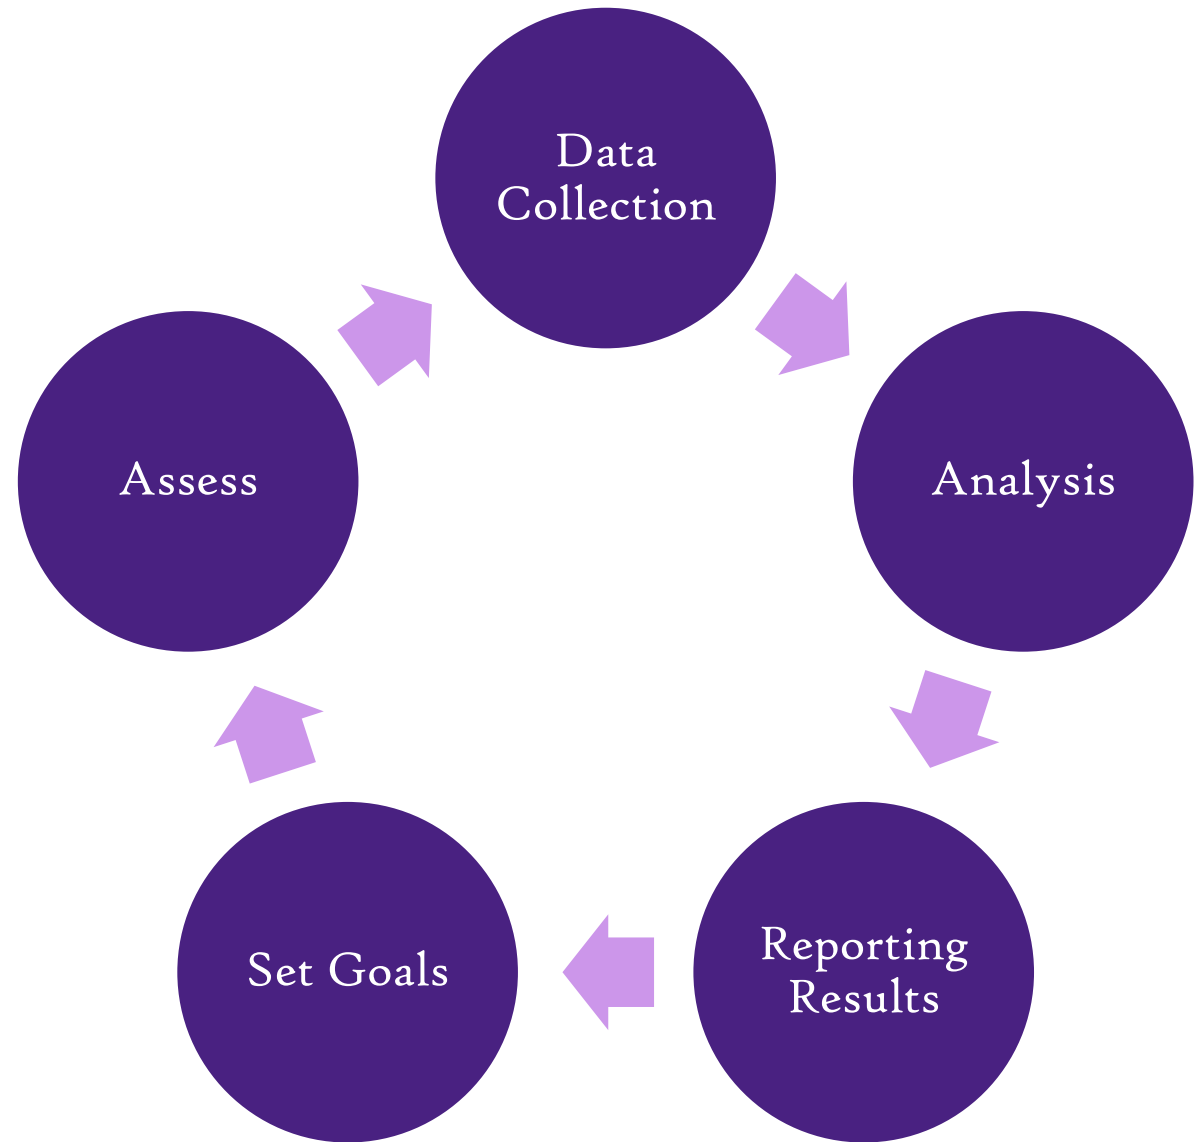 Data
Collection
Analysis
Reporting
Results
Set Goals
Assess